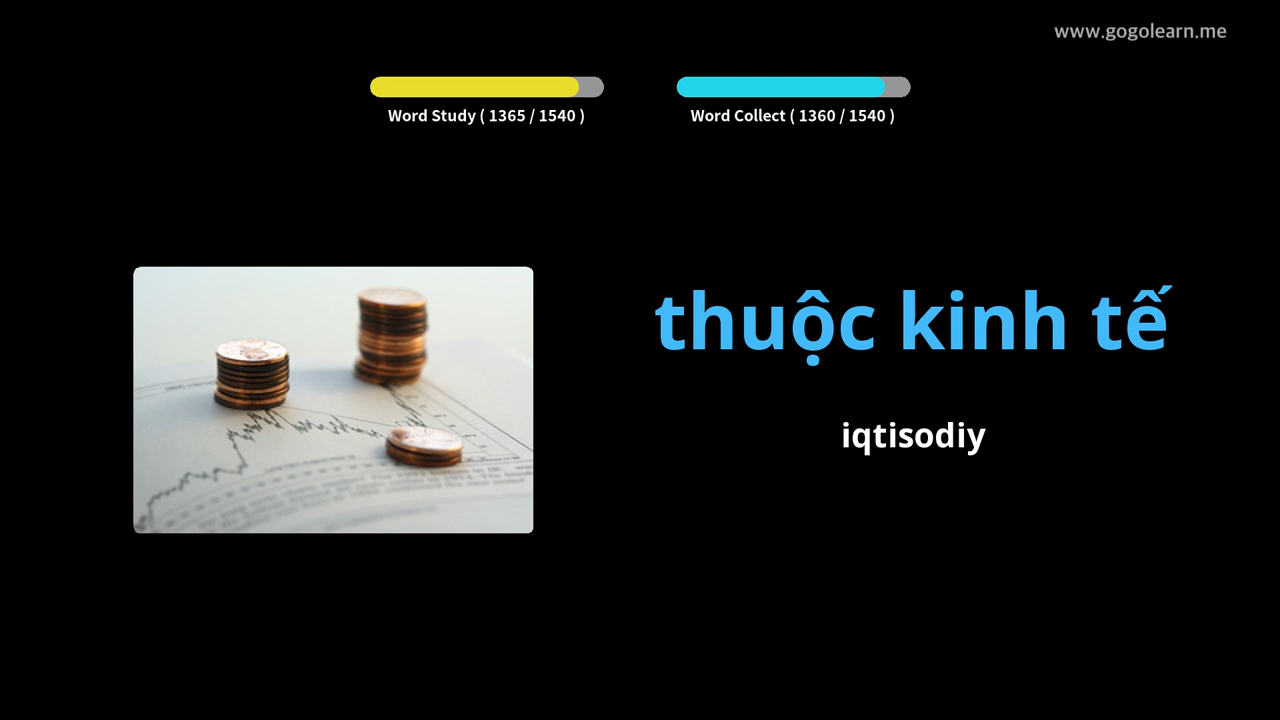 www.gogolearn.me
Word Study ( 1365 / 1540 )
Word Collect ( 1360 / 1540 )
thuộc kinh tế
iqtisodiy